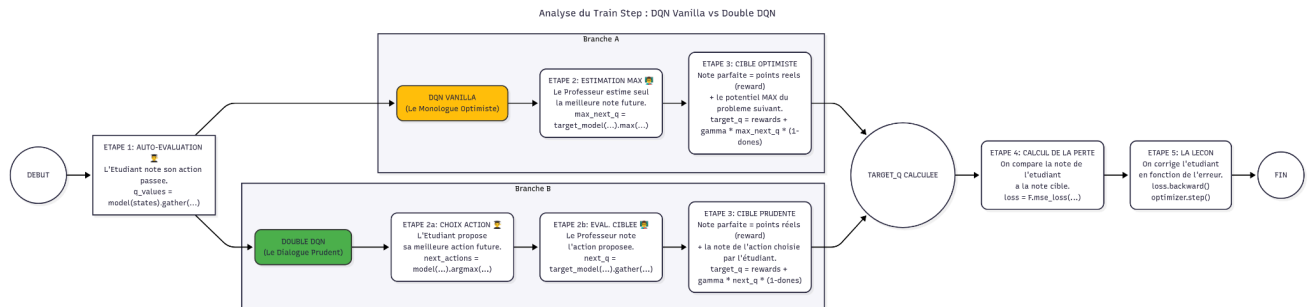 Analyse du Train Step : DQN Vanilla vs Double DQN
DEBUT
ETAPE 1: AUTO-EVALUATION
👨‍🎓
L'Etudiant note son action
passee.
q_values =
model(states).gather(...)
Branche A
DQN VANILLA
(Le Monologue Optimiste)
ETAPE 2: ESTIMATION MAX 👨‍🏫
Le Professeur estime seul
la meilleure note future.
max_next_q =
target_model(...).max(...)
ETAPE 3: CIBLE OPTIMISTE
Note parfaite = points reels
(reward)
+ le potentiel MAX du
probleme suivant.
target_q = rewards +
gamma * max_next_q * (1-
dones)
Branche B
DOUBLE DQN
(Le Dialogue Prudent)
ETAPE 2a: CHOIX ACTION 👨‍🎓
L'Etudiant propose
sa meilleure action future.
next_actions =
model(...).argmax(...)
ETAPE 2b: EVAL. CIBLEE 👨‍🏫
Le Professeur note
l'action proposee.
next_q =
target_model(...).gather(...)
ETAPE 3: CIBLE PRUDENTE
Note parfaite = points réels
(reward)
+ la note de l'action choisie
par l'étudiant.
target_q = rewards +
gamma * next_q * (1-dones)
TARGET_Q CALCULEE
ETAPE 4: CALCUL DE LA PERTE
On compare la note de
l'etudiant
a la note cible.
loss = F.mse_loss(...)
ETAPE 5: LA LECON
On corrige l'etudiant
en fonction de l'erreur.
loss.backward()
optimizer.step()
FIN